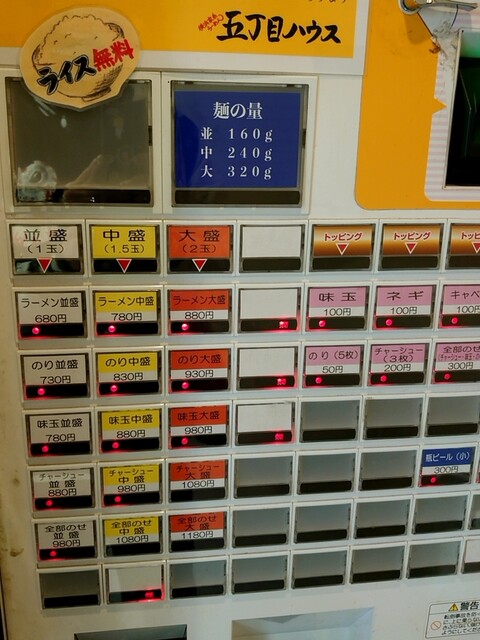 五丁目ハウス
ライス無料
麺の量
並 160g
中 240g
大 320g
並盛 中盛 大盛 トッピング トッピング
(1玉) (1.5玉) (2玉)
ラーメン並盛 ラーメン中盛 ラーメン大盛 味玉 ネギ キャベ
680円 780円 880円 100円 100円 100
のり並盛 のり中盛 のり大盛 のり(5枚) チャーシュー(3枚) 全部のせ
730円 830円 930円 50円 200円 300円
味玉並盛 味玉中盛 味玉大盛
780円 880円 980円
チャーシュー並盛 チャーシュー中盛 チャーシュー大盛 瓶ビール(小)
880円 980円 1080円 300円
全部のせ並盛 全部のせ中盛 全部のせ大盛
980円 1080円 1180円
警告